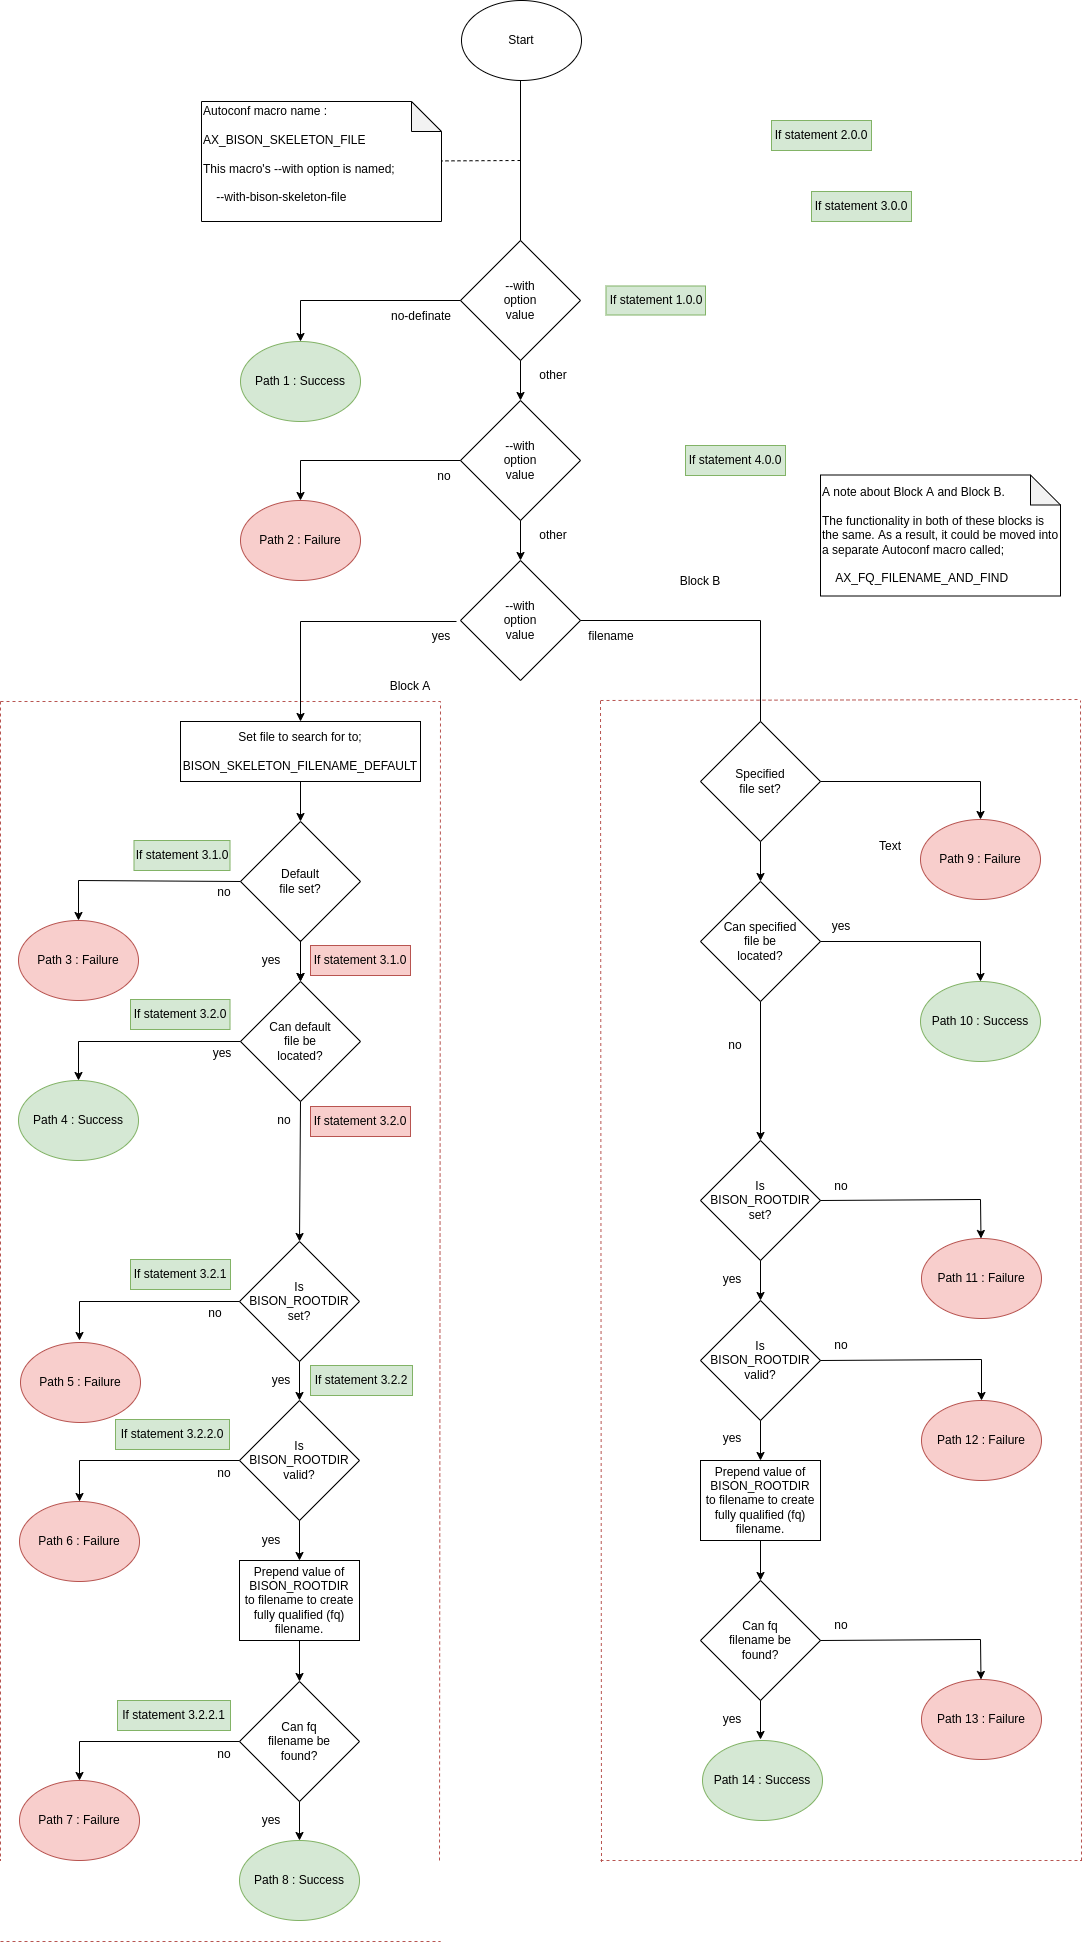 Start
Autoconf macro name :
AX_BISON_SKELETON_FILE
This macro's --with option is named;
--with-bison-skeleton-file
If statement 2.0.0
If statement 3.0.0
--with
option
value
If statement 1.0.0
no-definate
Path 1 : Success
other
--with
option
value
If statement 4.0.0
no
Path 2 : Failure
other
A note about Block A and Block B.
The functionality in both of these blocks is
the same. As a result, it could be moved into
a separate Autoconf macro called;
AX_FQ_FILENAME_AND_FIND
--with
option
value
yes
filename
Block B
Block A
Set file to search for to;
BISON_SKELETON_FILENAME_DEFAULT
If statement 3.1.0
Default
file set?
no
Path 3 : Failure
yes
If statement 3.1.0
If statement 3.2.0
Can default
file be
located?
yes
Path 4 : Success
no
If statement 3.2.0
If statement 3.2.1
Is
BISON_ROOTDIR
set?
no
Path 5 : Failure
yes
If statement 3.2.2
If statement 3.2.2.0
Is
BISON_ROOTDIR
valid?
no
Path 6 : Failure
yes
Prepend value of
BISON_ROOTDIR
to filename to create
fully qualified (fq)
filename.
If statement 3.2.2.1
Can fq
filename be
found?
no
Path 7 : Failure
yes
Path 8 : Success
Specified
file set?
Text
Path 9 : Failure
Can specified
file be
located?
yes
Path 10 : Success
no
Is
BISON_ROOTDIR
set?
no
Path 11 : Failure
yes
Is
BISON_ROOTDIR
valid?
no
Path 12 : Failure
yes
Prepend value of
BISON_ROOTDIR
to filename to create
fully qualified (fq)
filename.
Can fq
filename be
found?
no
Path 13 : Failure
yes
Path 14 : Success